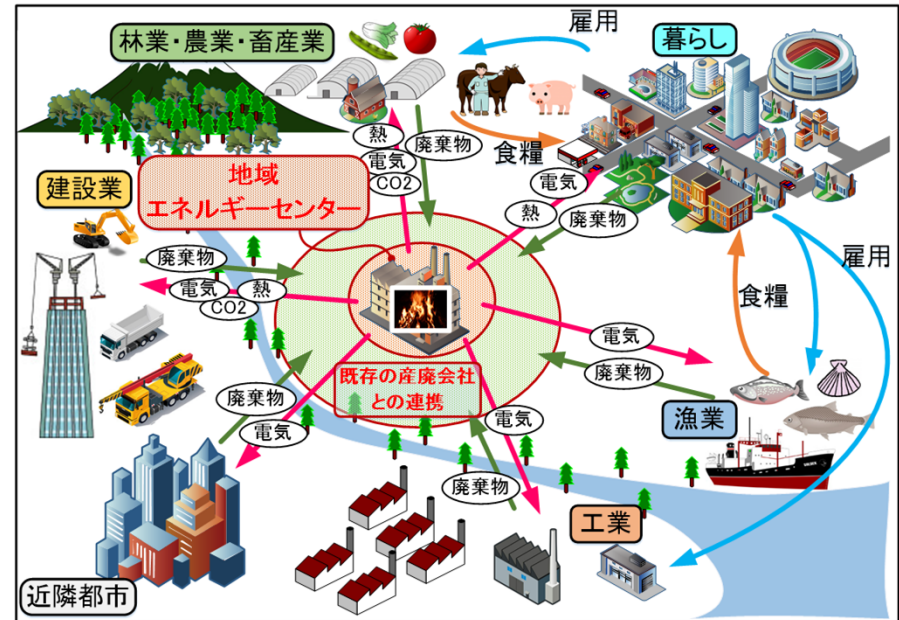 林業・農業・畜産業
雇用
暮らし
熱
電気
CO2
廃棄物
食糧
電気
熱
廃棄物
地域
エネルギーセンター
建設業
廃棄物
電気
熱
CO2
雇用
食糧
電気
廃棄物
既存の産廃会社
との連携
漁業
廃棄物
電気
電気
廃棄物
工業
近隣都市